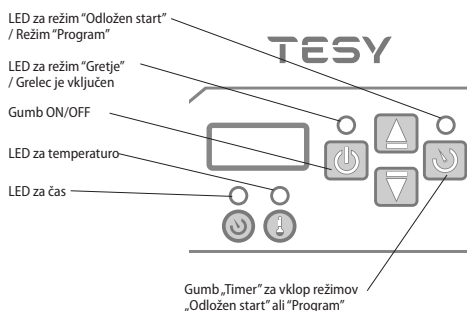 LED za režim "Odložen start"
/ Režim "Program"
TESY
LED za režim "Gretje"
/ Grelec je vključen
Gumb ON/OFF
LED za temperaturo
LED za čas
Gumb „Timer" za vklop režimov
„Odložen start" ali "Program"